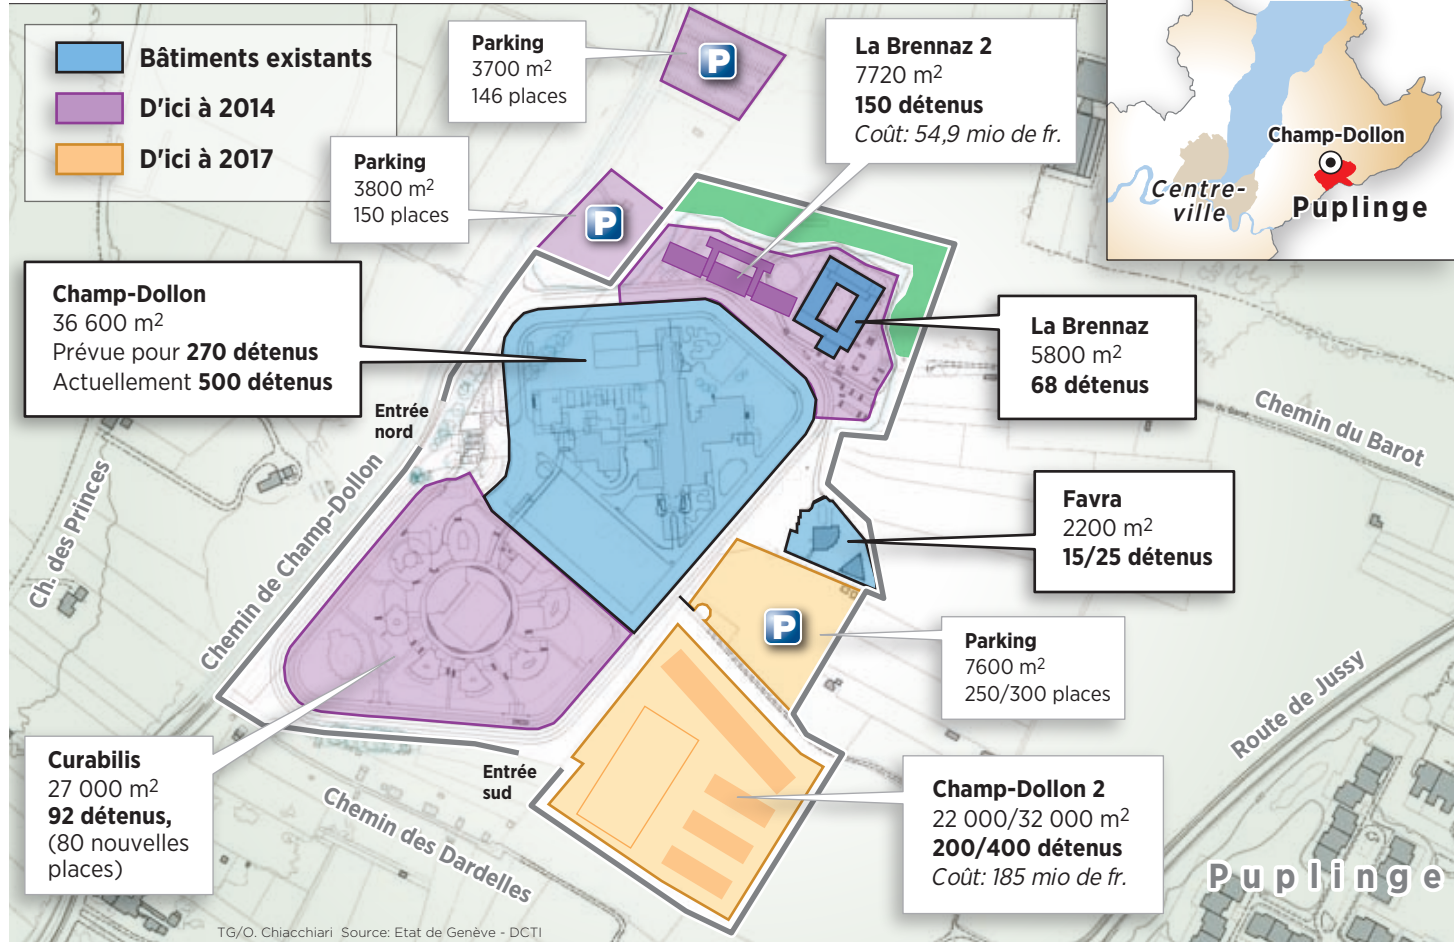 Bâtiments existants
D'ici à 2014
D'ici à 2017
Parking
3700 m²
146 places
P
Parking
3800 m²
150 places
P
La Brennaz 2
7720 m²
150 détenus
Coût: 54,9 mio de fr.
Champ-Dollon
Centre-
ville
Puplinge
Champ-Dollon
36 600 m²
Prévue pour 270 détenus
Actuellement 500 détenus
La Brennaz
5800 m²
68 détenus
Entrée
nord
Chemin du Barot
Ch. des Princes
Chemin de Champ-Dollon
Favra
2200 m²
15/25 détenus
P
Parking
7600 m²
250/300 places
Route de Jussy
Curabilis
27 000 m²
92 détenus,
(80 nouvelles
places)
Entrée
sud
Chemin des Dardelles
Champ-Dollon 2
22 000/32 000 m²
200/400 détenus
Coût: 185 mio de fr.
Puplinge
TG/O. Chiacchiari Source: Etat de Genève - DCTI